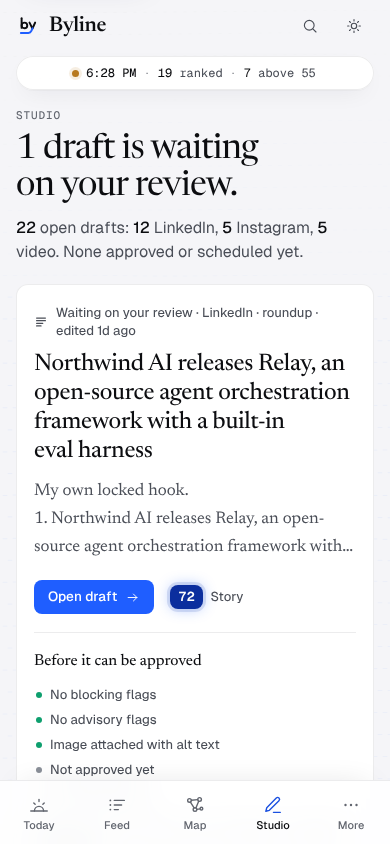 by Byline
6:28 PM · 19 ranked · 7 above 55
STUDIO
1 draft is waiting
on your review.
22 open drafts: 12 LinkedIn, 5 Instagram, 5
video. None approved or scheduled yet.
Waiting on your review · LinkedIn · roundup ·
edited 1d ago
Northwind AI releases Relay, an
open-source agent orchestration
framework with a built-in
eval harness
My own locked hook.
1. Northwind AI releases Relay, an open-
source agent orchestration framework with…
Open draft → 72 Story
Before it can be approved
No blocking flags
No advisory flags
Image attached with alt text
Not approved yet
Today Feed Map Studio More